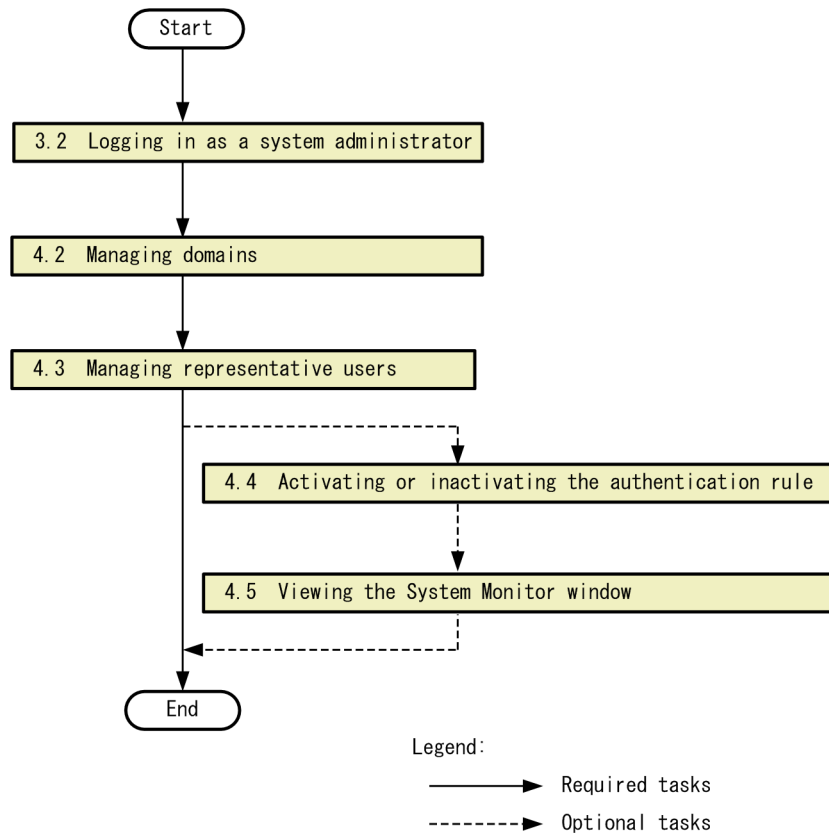 Start
3.2 Logging in as a system administrator
4.2 Managing domains
4.3 Managing representative users
4.4 Activating or inactivating the authentication rule
4.5 Viewing the System Monitor window
End
Legend:
Required tasks
Optional tasks